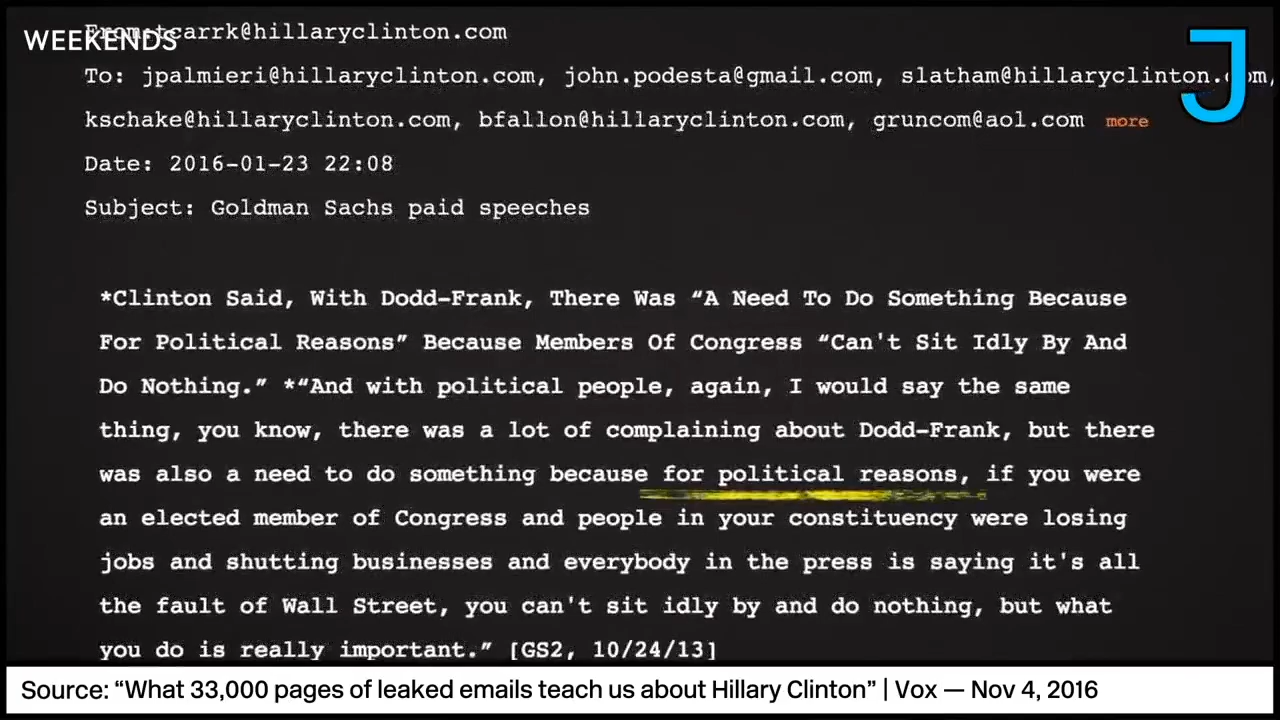 WEEKENDS
J
From: tcarrk@hillaryclinton.com
To: jpalmieri@hillaryclinton.com, john.podesta@gmail.com, slatham@hillaryclinton.com,
kschake@hillaryclinton.com, bfallon@hillaryclinton.com, gruncom@aol.com more
Date: 2016-01-23 22:08
Subject: Goldman Sachs paid speeches
*Clinton Said, With Dodd-Frank, There Was “A Need To Do Something Because
For Political Reasons” Because Members Of Congress “Can't Sit Idly By And
Do Nothing.” *“And with political people, again, I would say the same
thing, you know, there was a lot of complaining about Dodd-Frank, but there
was also a need to do something because for political reasons, if you were
an elected member of Congress and people in your constituency were losing
jobs and shutting businesses and everybody in the press is saying it's all
the fault of Wall Street, you can't sit idly by and do nothing, but what
you do is really important.” [GS2, 10/24/13]
Source: “What 33,000 pages of leaked emails teach us about Hillary Clinton” | Vox — Nov 4, 2016